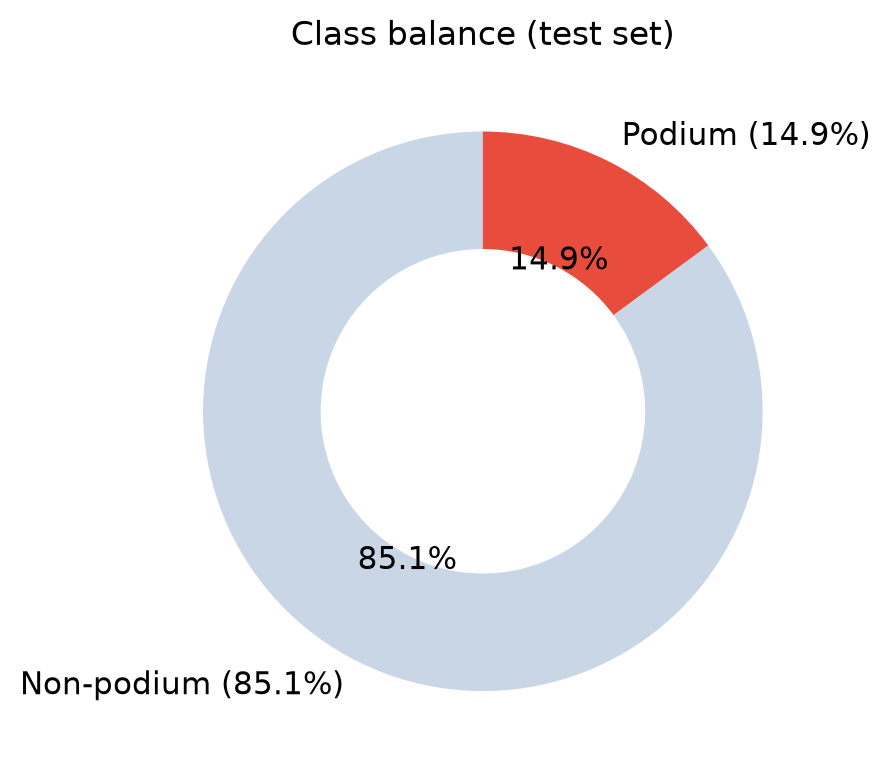 Class balance (test set)
Podium (14.9%)
14.9%
85.1%
Non-podium (85.1%)